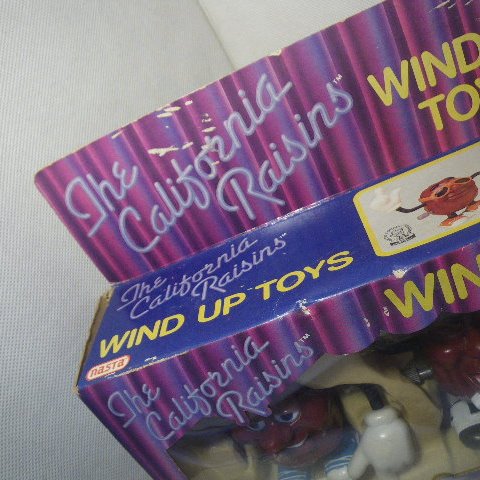 The
California
Raisins™
WIND
TO
The
California
Raisins™
WIND UP TOYS
nasta
WIN
The
California
Raisins™